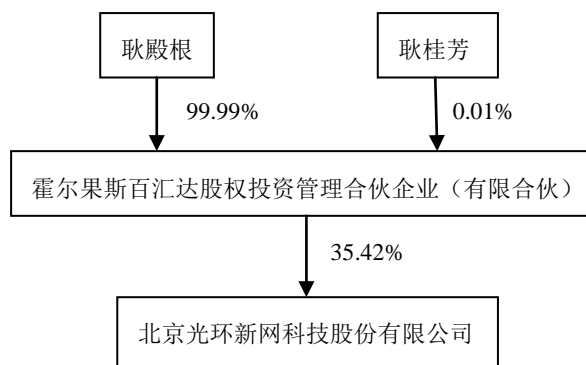 耿殿根
耿桂芳
99.99%
0.01%
霍尔果斯百汇达股权投资管理合伙企业（有限合伙）
35.42%
北京光环新网科技股份有限公司